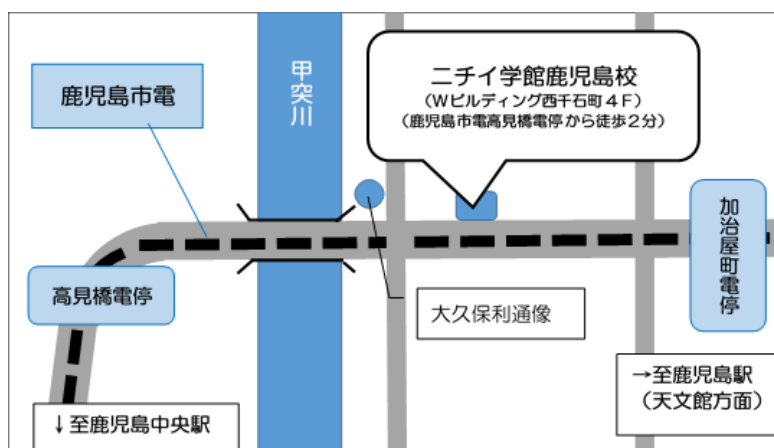 鹿児島市電
甲突川
ニチイ学館鹿児島校
（Ｗビルディング西千石町４Ｆ）
（鹿児島市電高見橋電停から徒歩２分）
加治屋町電停
高見橋電停
大久保利通像
↓至鹿児島中央駅
→至鹿児島駅
（天文館方面）